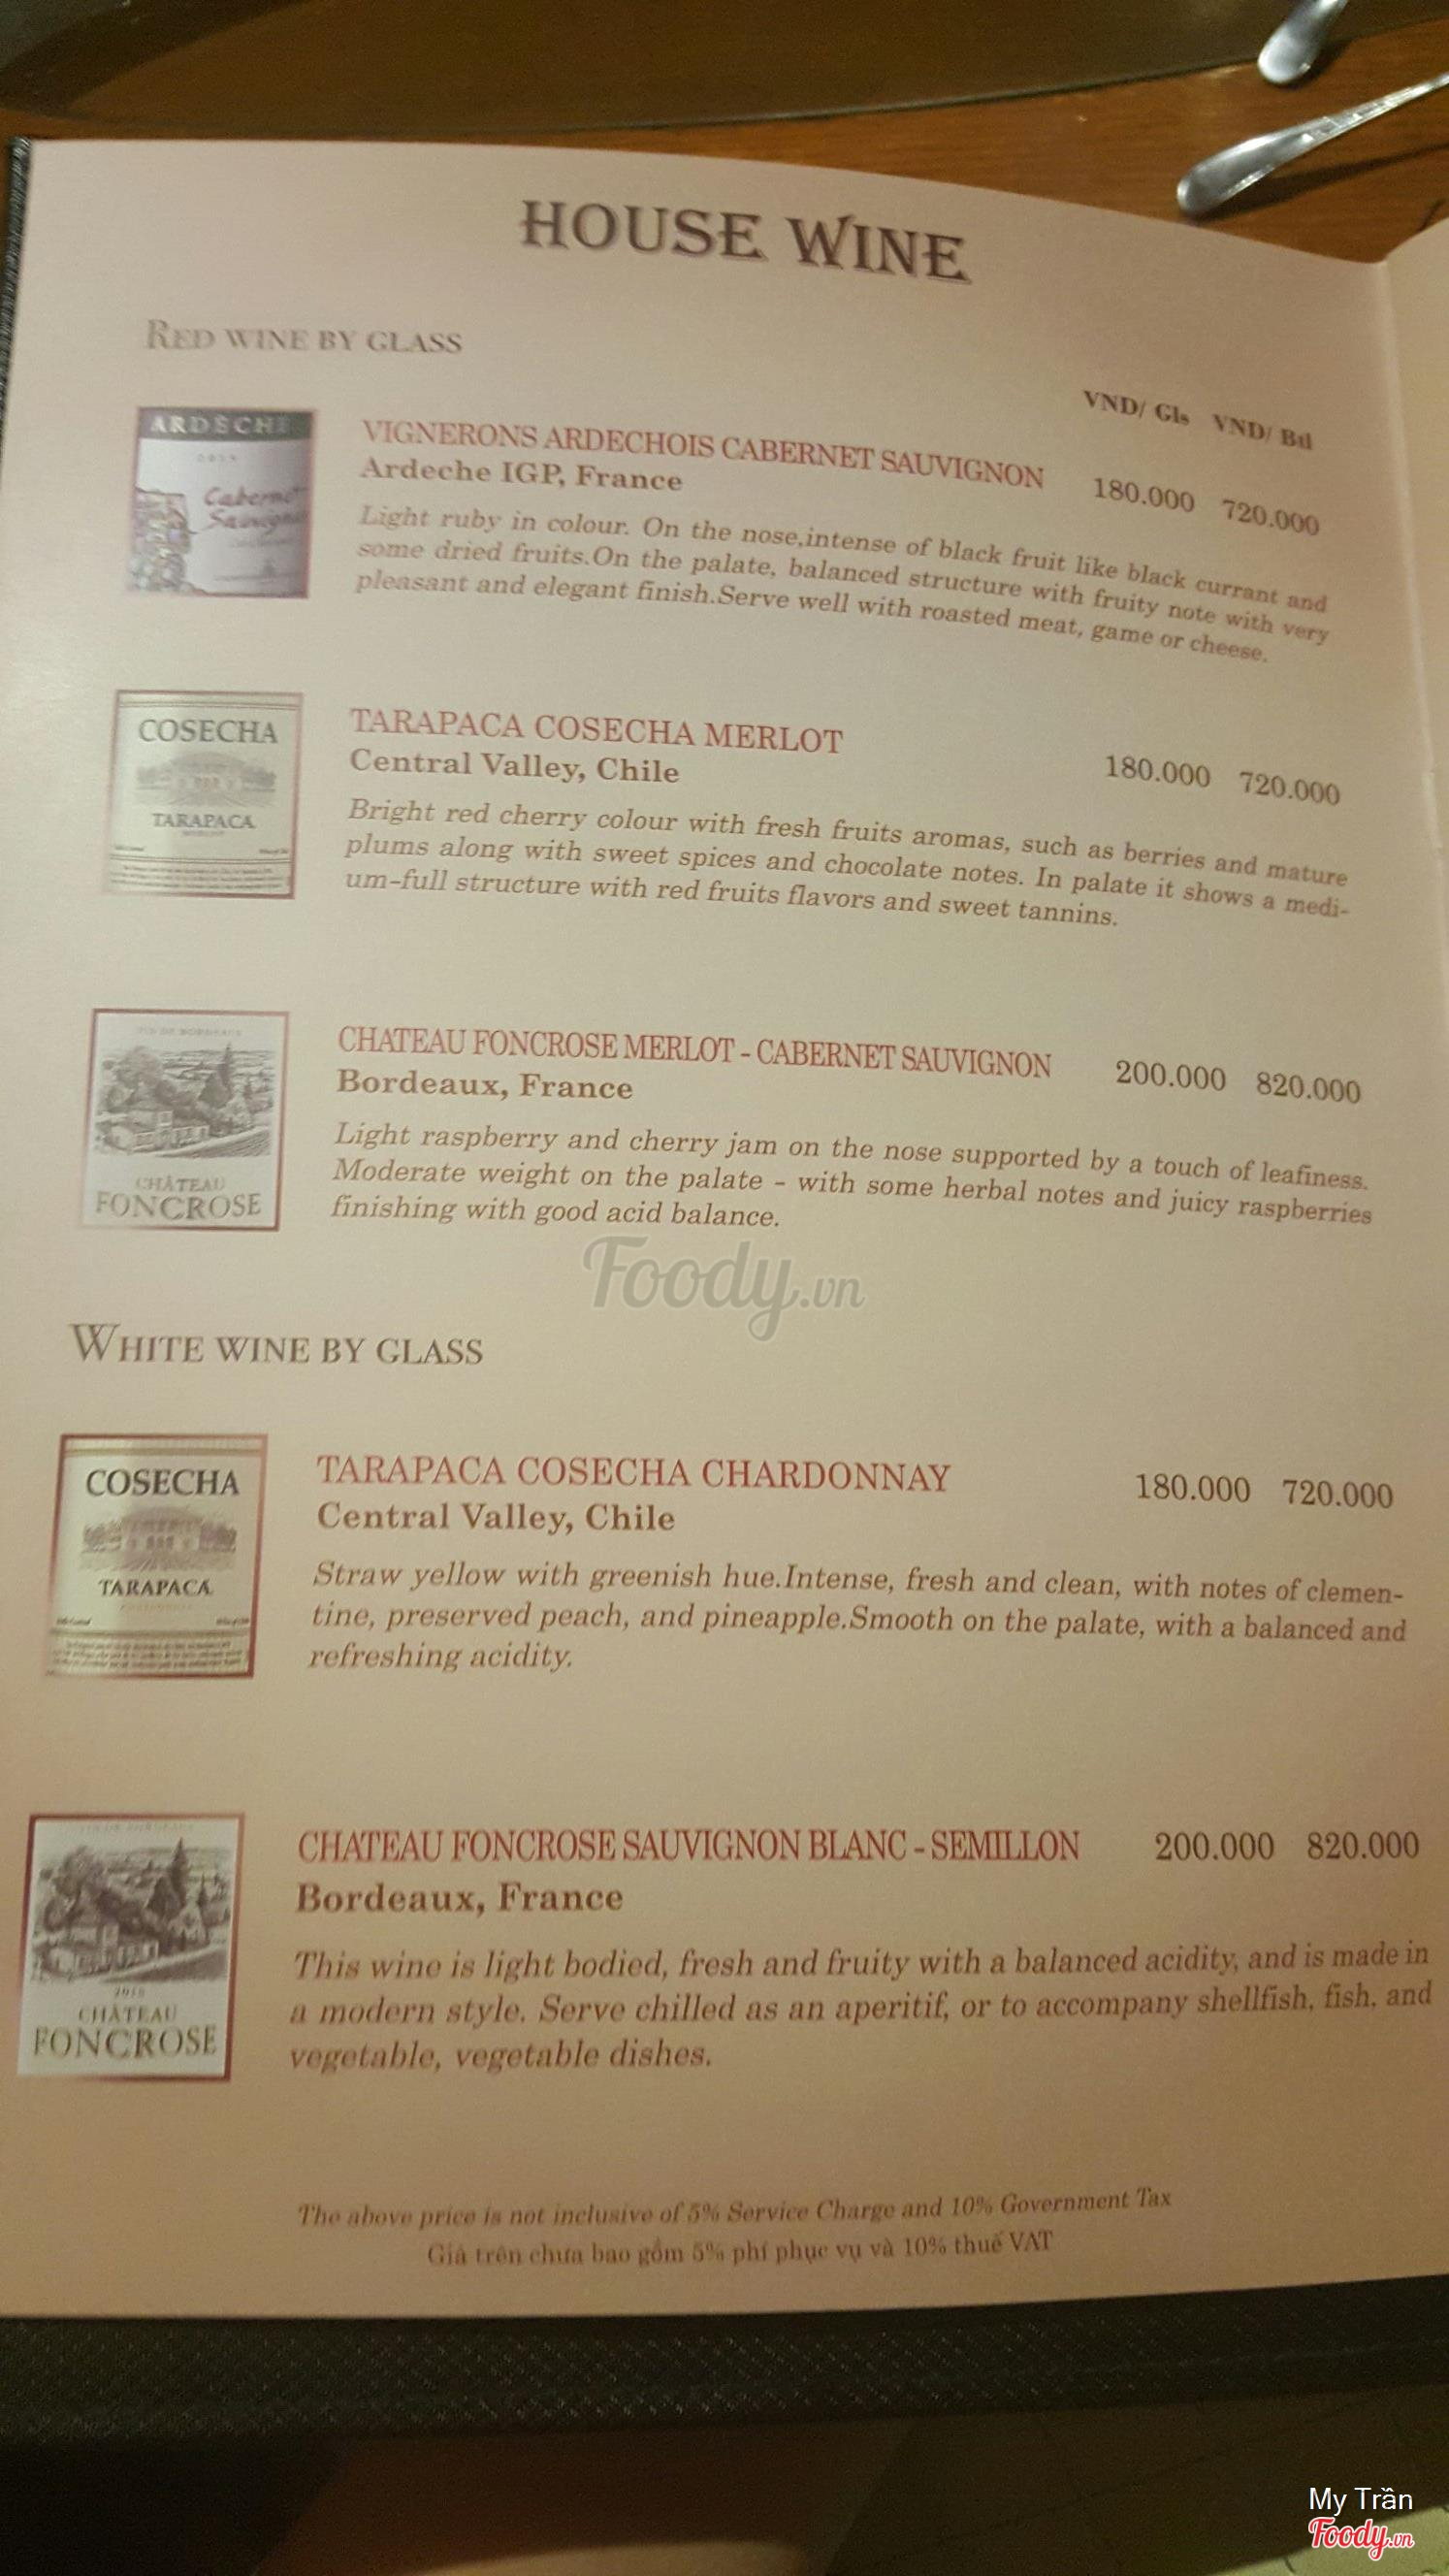 HOUSE WINE
RED WINE BY GLASS
VND/ Gls VND/ Btl
ARDECHE
Cabernet
Sauvignon
VIGNERONS ARDECHOIS CABERNET SAUVIGNON 180.000 720.000
Ardeche IGP, France
Light ruby in colour. On the nose,intense of black fruit like black currant and
some dried fruits.On the palate, balanced structure with fruity note with very
pleasant and elegant finish.Serve well with roasted meat, game or cheese.
COSECHA
TARAPACA
TARAPACA COSECHA MERLOT 180.000 720.000
Central Valley, Chile
Bright red cherry colour with fresh fruits aromas, such as berries and mature
plums along with sweet spices and chocolate notes. In palate it shows a medi-
um-full structure with red fruits flavors and sweet tannins.
VIN DE BORDEAUX
CHÂTEAU
FONCROSE
CHATEAU FONCROSE MERLOT - CABERNET SAUVIGNON 200.000 820.000
Bordeaux, France
Light raspberry and cherry jam on the nose supported by a touch of leafiness.
Moderate weight on the palate - with some herbal notes and juicy raspberries
finishing with good acid balance.
Foody.vn
WHITE WINE BY GLASS
COSECHA
TARAPACA
TARAPACA COSECHA CHARDONNAY 180.000 720.000
Central Valley, Chile
Straw yellow with greenish hue.Intense, fresh and clean, with notes of clemen-
tine, preserved peach, and pineapple.Smooth on the palate, with a balanced and
refreshing acidity.
CHÂTEAU
FONCROSE
CHATEAU FONCROSE SAUVIGNON BLANC - SEMILLON 200.000 820.000
Bordeaux, France
This wine is light bodied, fresh and fruity with a balanced acidity, and is made in
a modern style. Serve chilled as an aperitif, or to accompany shellfish, fish, and
vegetable, vegetable dishes.
The above price is not inclusive of 5% Service Charge and 10% Government Tax
Giá trên chưa bao gồm 5% phí phục vụ và 10% thuế VAT
My Trần
Foody.vn